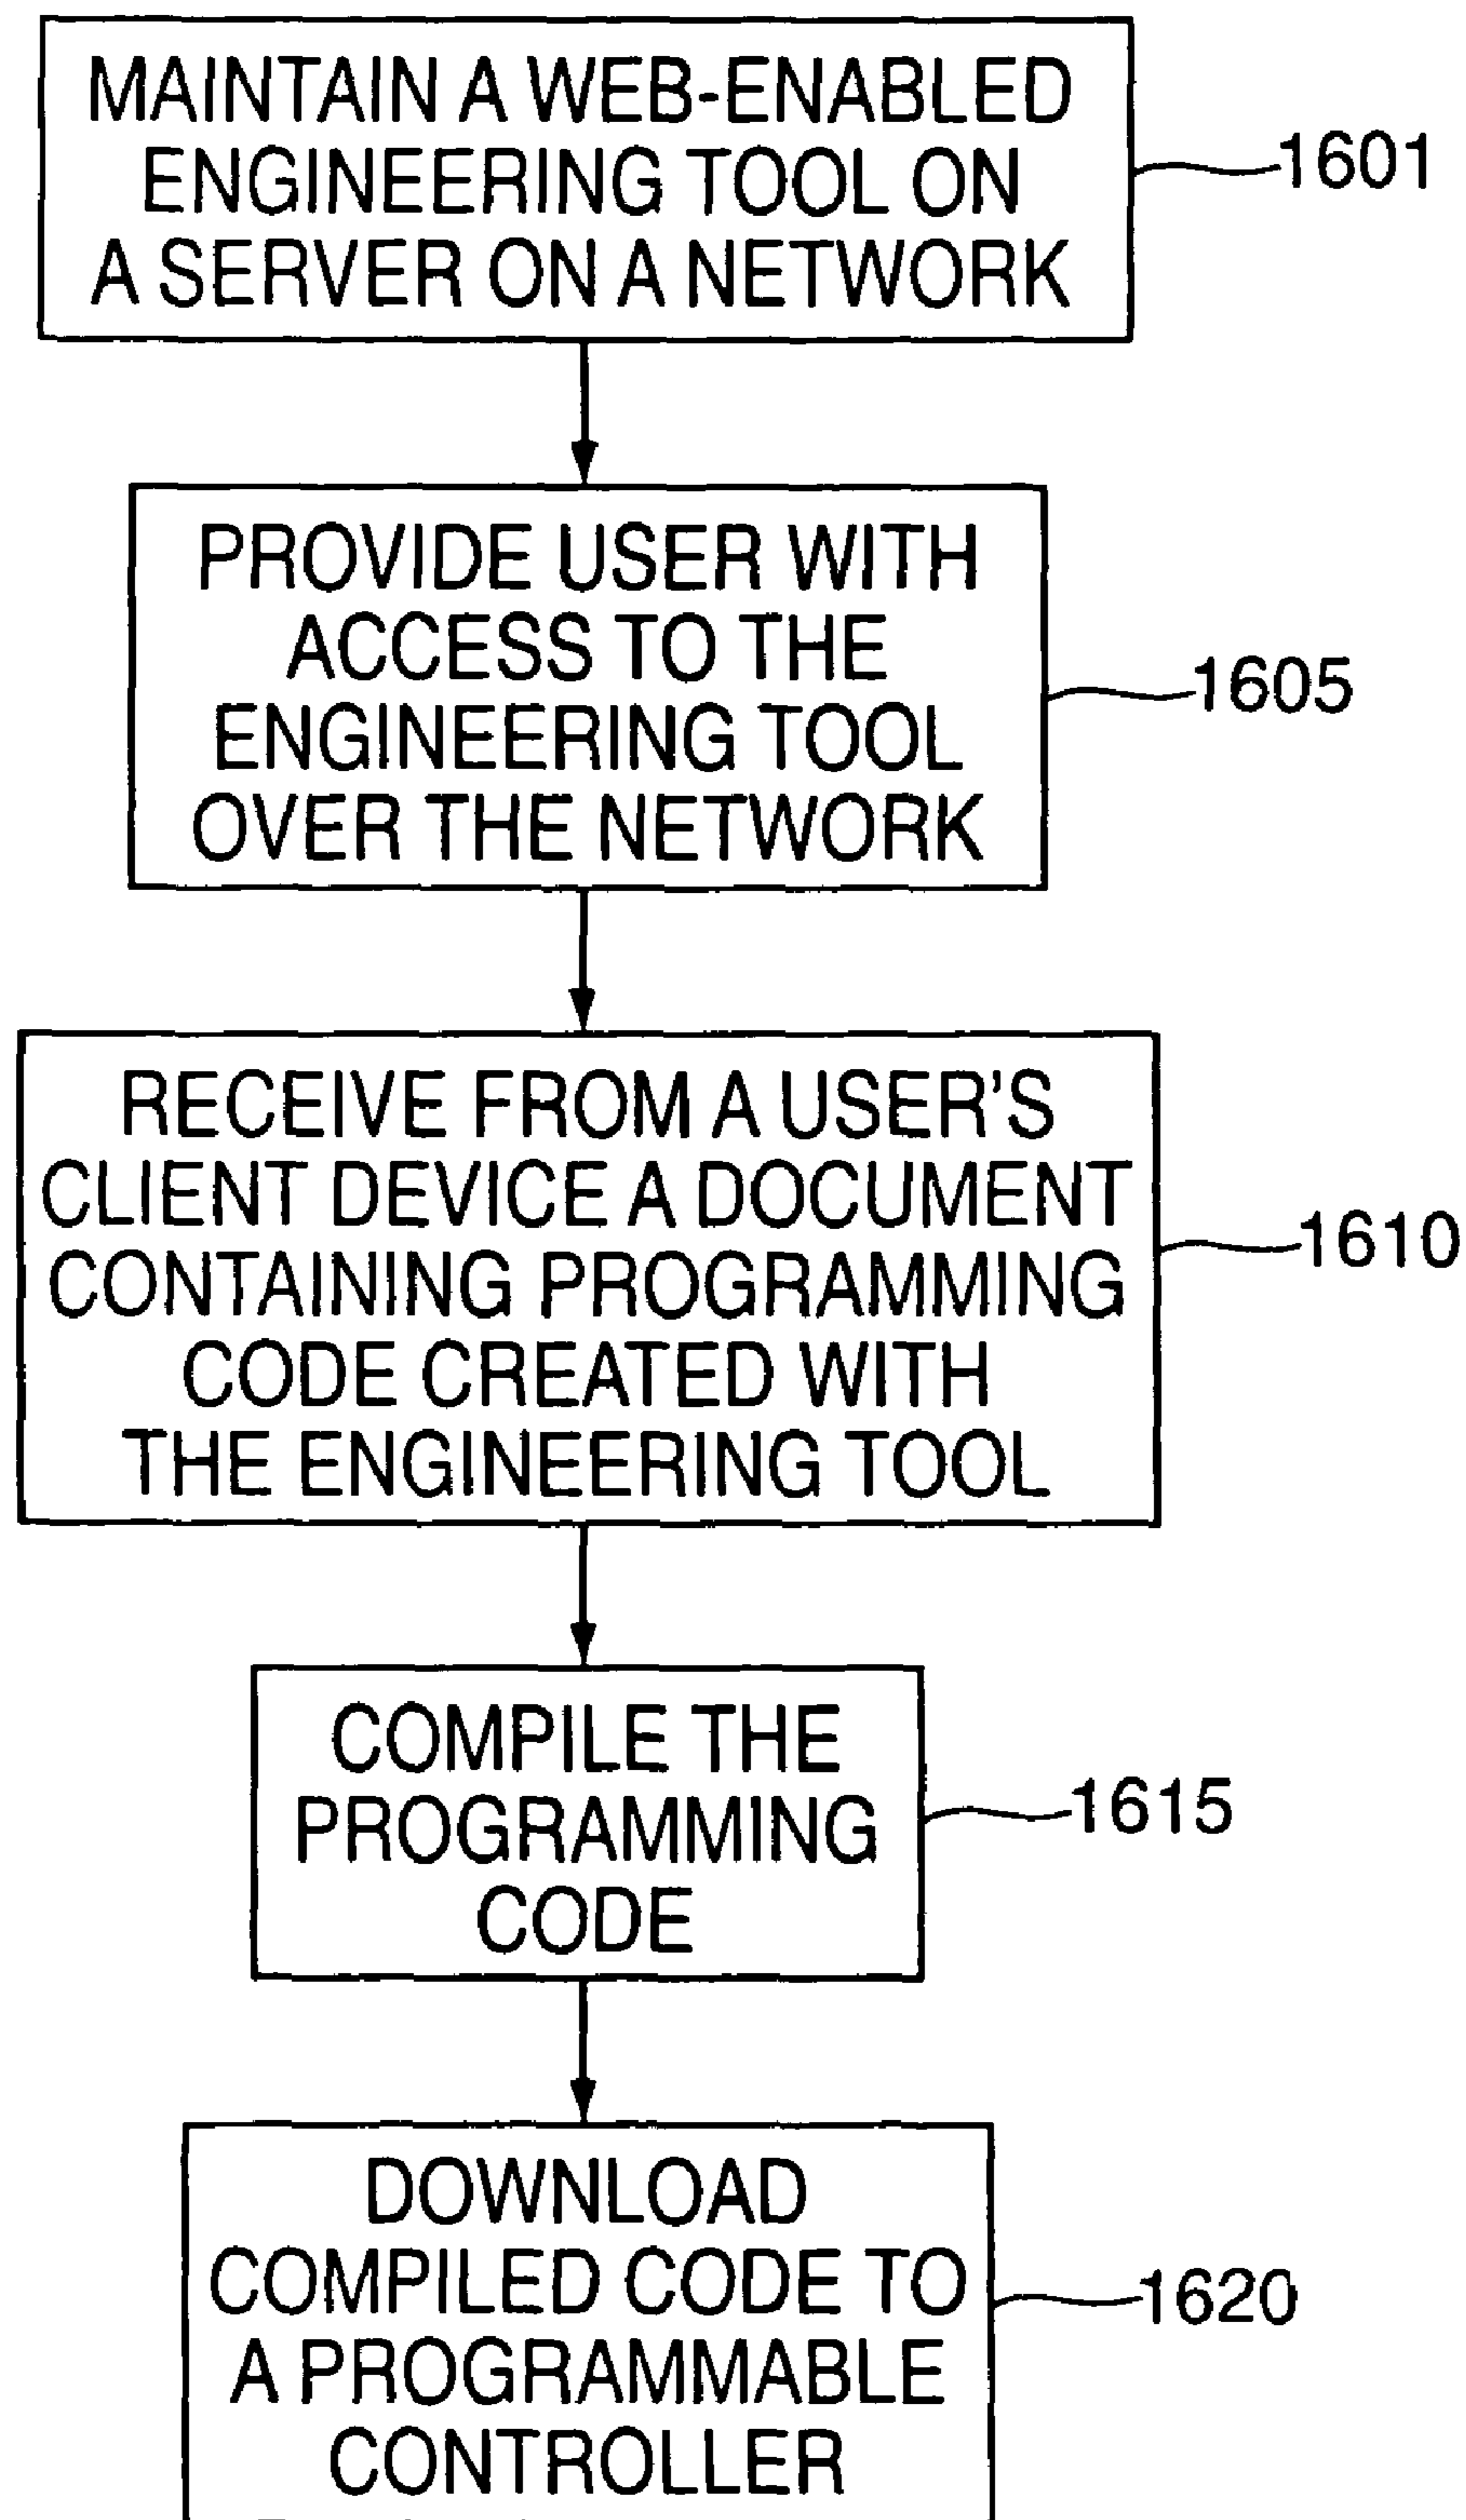 MAINTAIN A WEB-ENABLED
ENGINEERING TOOL ON
A SERVER ON A NETWORK
1601
PROVIDE USER WITH
ACCESS TO THE
ENGINEERING TOOL
OVER THE NETWORK
1605
RECEIVE FROM A USER'S
CLIENT DEVICE A DOCUMENT
CONTAINING PROGRAMMING
CODE CREATED WITH
THE ENGINEERING TOOL
1610
COMPILE THE
PROGRAMMING
CODE
1615
DOWNLOAD
COMPILED CODE TO
A PROGRAMMABLE
CONTROLLER
1620